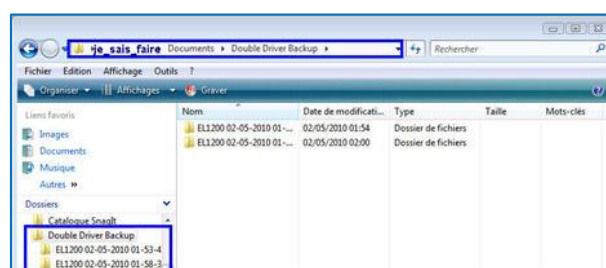 je_sais_faire Documents ▸ Double Driver Backup ▸ Rechercher
Fichier Edition Affichage Outils ?
Organiser Affichages Graver
Liens favoris
Nom Date de modificati... Type Taille Mots-clés
EL1200 02-05-2010 01-... 02/05/2010 01:54 Dossier de fichiers
EL1200 02-05-2010 01-... 02/05/2010 02:00 Dossier de fichiers
Images
Documents
Musique
Autres »
Dossiers
Catalogue SnagIt
Double Driver Backup
EL1200 02-05-2010 01-53-4
EL1200 02-05-2010 01-58-3